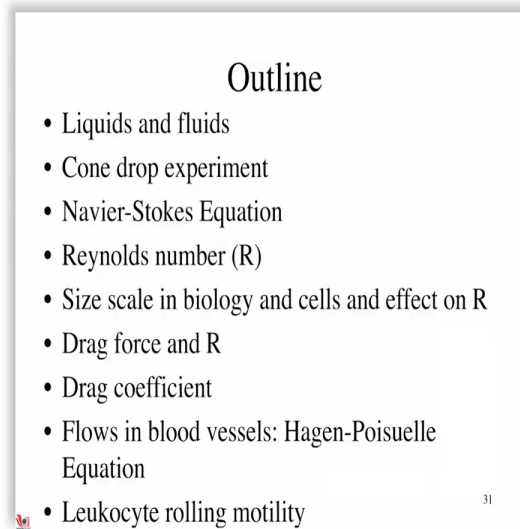 Outline
• Liquids and fluids
• Cone drop experiment
• Navier-Stokes Equation
• Reynolds number (R)
• Size scale in biology and cells and effect on R
• Drag force and R
• Drag coefficient
• Flows in blood vessels: Hagen-Poisuelle
Equation
• Leukocyte rolling motility
31